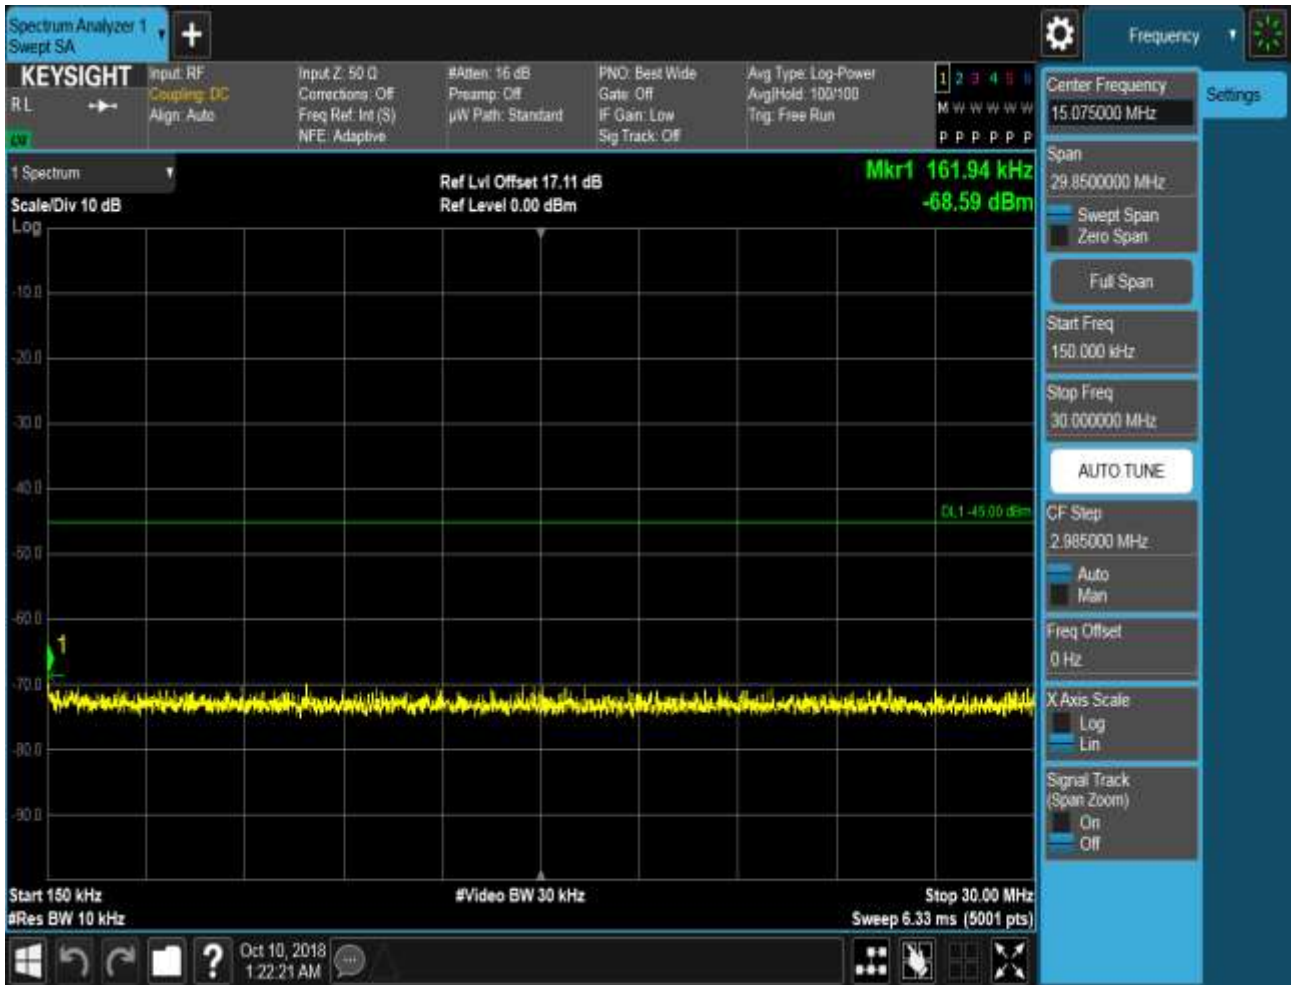 Spectrum Analyzer 1
Swept SA
Frequency
KEYSIGHT
R L
Input: RF
Coupling: DC
Align: Auto
Input Z: 50 Ω
Corrections: Off
Freq Ref: Int (S)
NFE: Adaptive
#Atten: 16 dB
Preamp: Off
µW Path: Standard
PNO: Best Wide
Gate: Off
IF Gain: Low
Sig Track: Off
Avg Type: Log-Power
Avg|Hold: 100/100
Trig: Free Run
1 2 3 4 5 6
M W W W W W
P P P P P P
Center Frequency
15.075000 MHz
Settings
1 Spectrum
Scale/Div 10 dB
Log
Ref Lvl Offset 17.11 dB
Ref Level 0.00 dBm
Mkr1 161.94 kHz
-68.59 dBm
-10.0
-20.0
-30.0
-40.0
-50.0
-60.0
-70.0
-80.0
-90.0
DL1 -45.00 dBm
1
Start 150 kHz
#Res BW 10 kHz
#Video BW 30 kHz
Stop 30.00 MHz
Sweep 6.33 ms (5001 pts)
Span
29.8500000 MHz
Swept Span
Zero Span
Full Span
Start Freq
150.000 kHz
Stop Freq
30.000000 MHz
AUTO TUNE
CF Step
2.985000 MHz
Auto
Man
Freq Offset
0 Hz
X Axis Scale
Log
Lin
Signal Track
(Span Zoom)
On
Off
?
Oct 10, 2018
1:22:21 AM